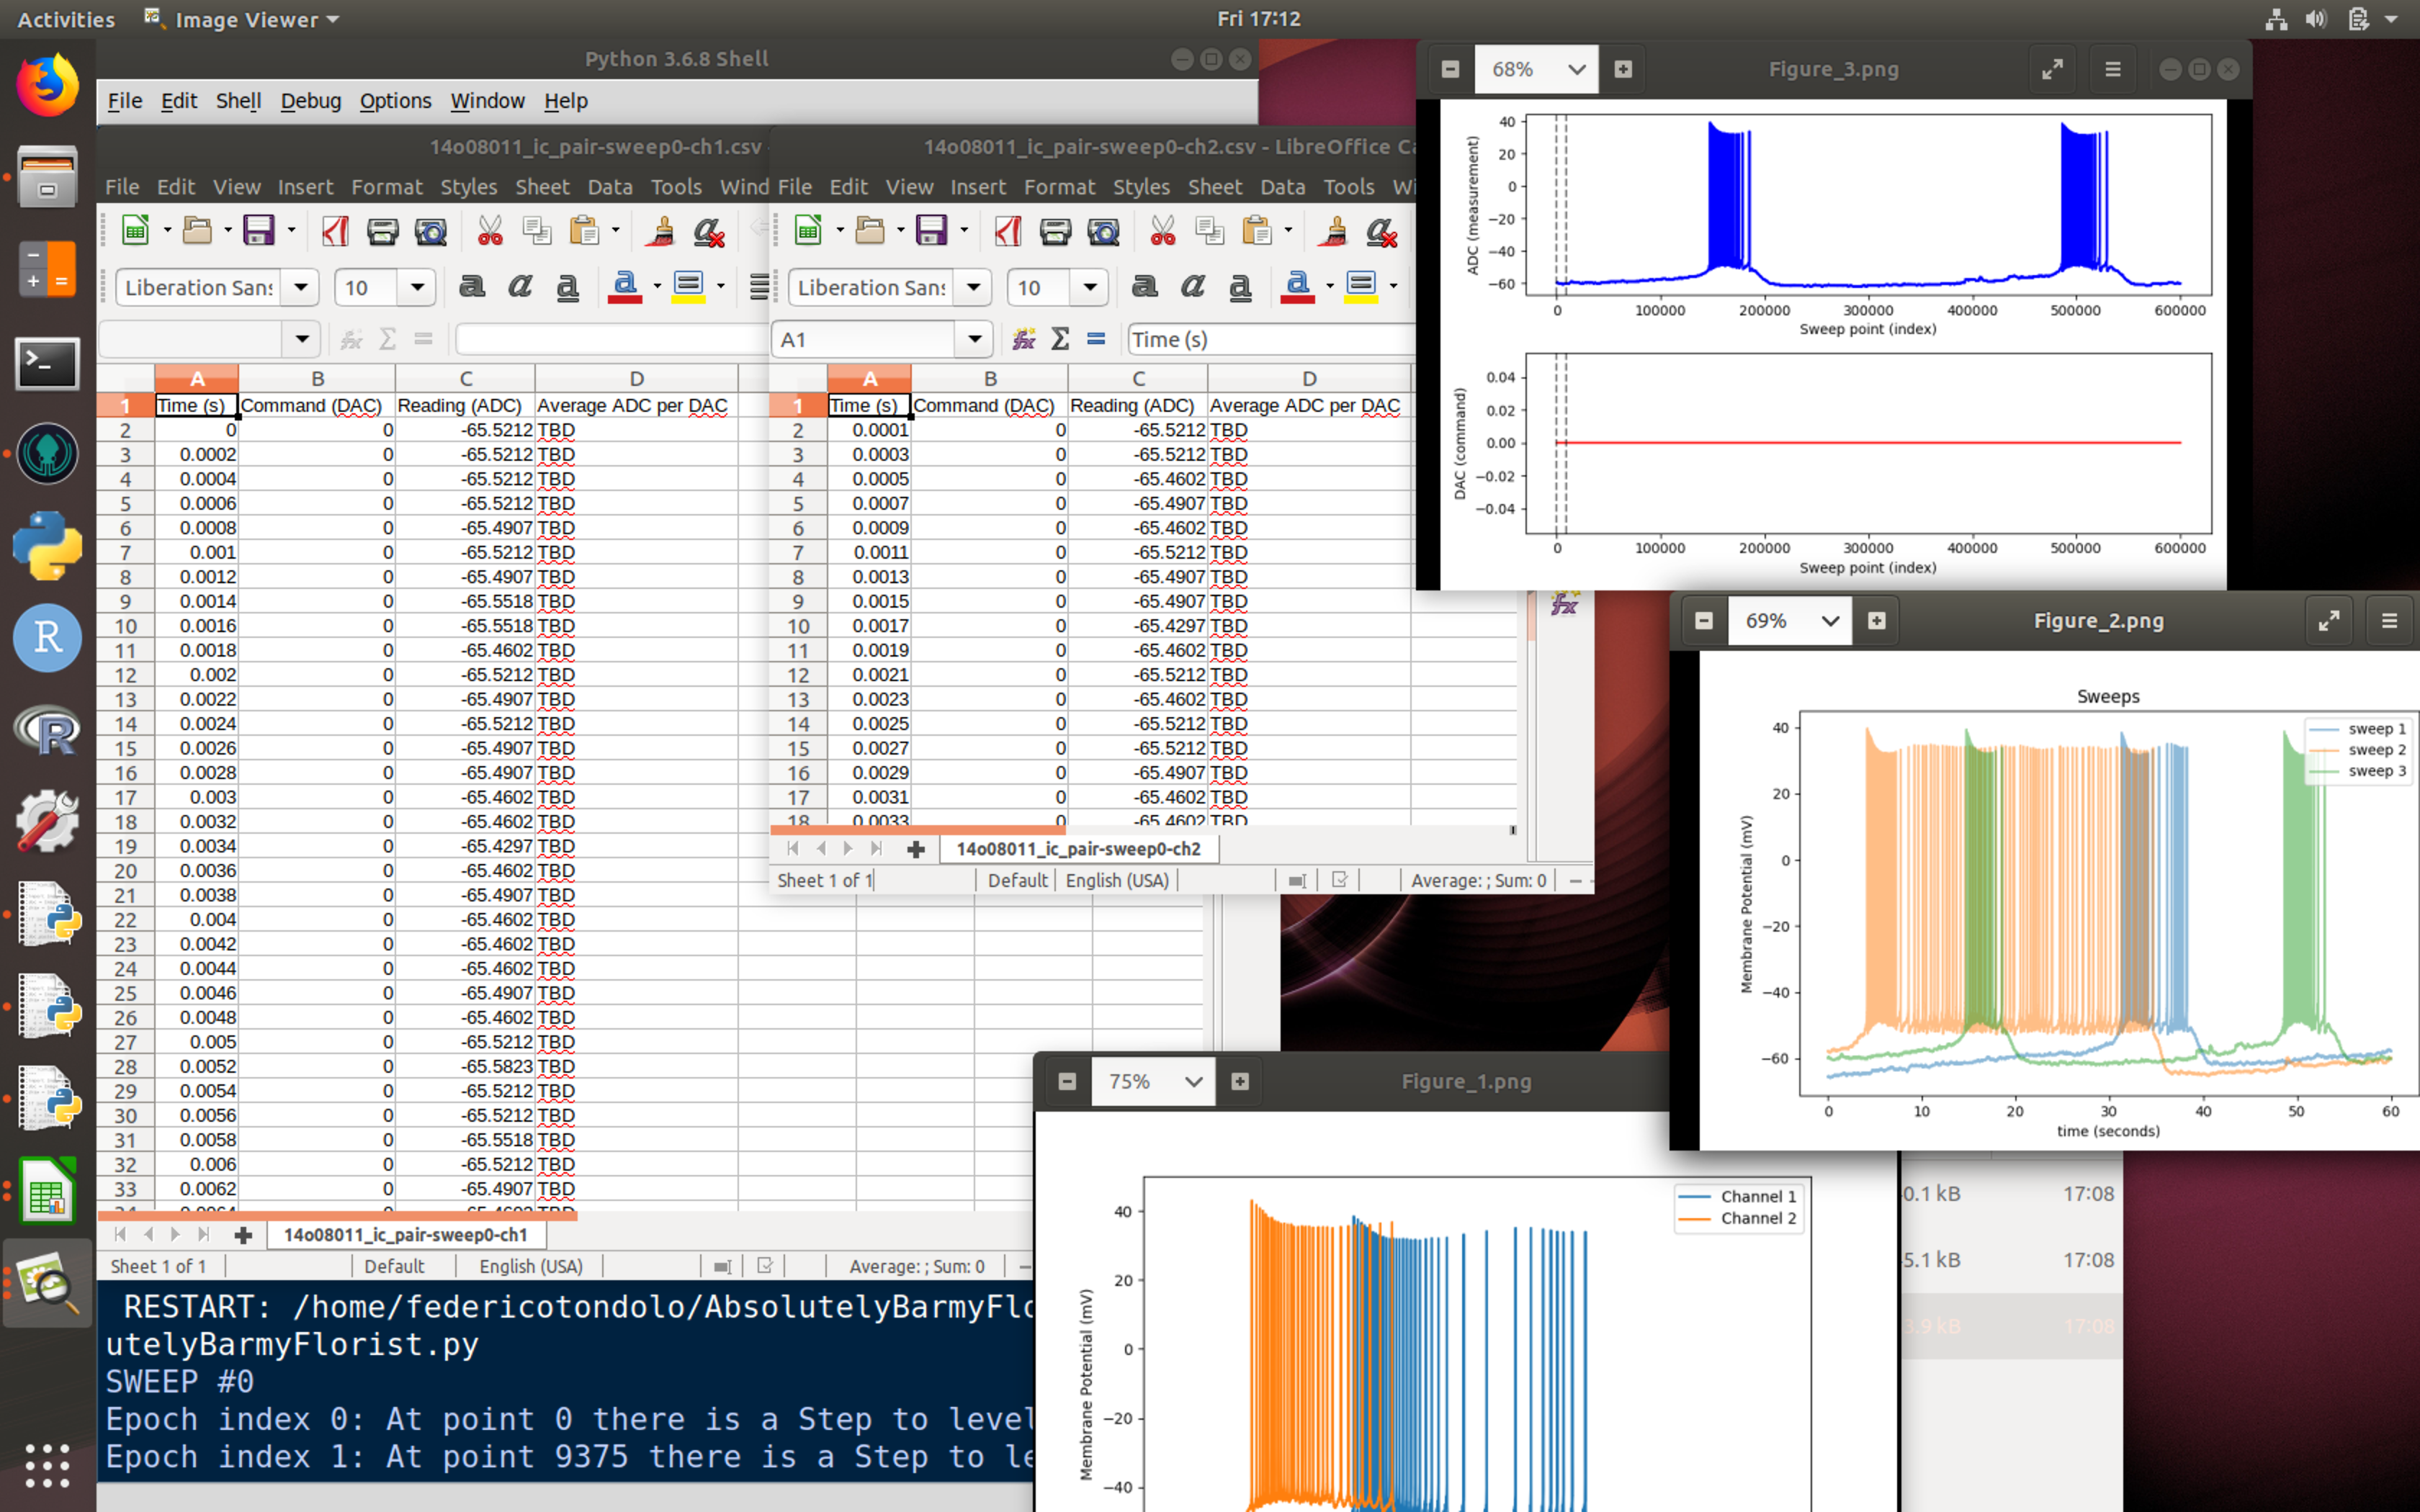 Activities Image Viewer Fri 17:12
Python 3.6.8 Shell
File Edit Shell Debug Options Window Help
14o08011_ic_pair-sweep0-ch1.csv -
File Edit View Insert Format Styles Sheet Data Tools Wind
Liberation Sans 10
A B C D
1 Time (s) Command (DAC) Reading (ADC) Average ADC per DAC
2 0 0 -65.5212 TBD
3 0.0002 0 -65.5212 TBD
4 0.0004 0 -65.5212 TBD
5 0.0006 0 -65.5212 TBD
6 0.0008 0 -65.4907 TBD
7 0.001 0 -65.5212 TBD
8 0.0012 0 -65.4907 TBD
9 0.0014 0 -65.5518 TBD
10 0.0016 0 -65.5518 TBD
11 0.0018 0 -65.4602 TBD
12 0.002 0 -65.5212 TBD
13 0.0022 0 -65.4907 TBD
14 0.0024 0 -65.5212 TBD
15 0.0026 0 -65.4907 TBD
16 0.0028 0 -65.4907 TBD
17 0.003 0 -65.4602 TBD
18 0.0032 0 -65.4602 TBD
19 0.0034 0 -65.4297 TBD
20 0.0036 0 -65.4602 TBD
21 0.0038 0 -65.4907 TBD
22 0.004 0 -65.4602 TBD
23 0.0042 0 -65.4602 TBD
24 0.0044 0 -65.4602 TBD
25 0.0046 0 -65.4907 TBD
26 0.0048 0 -65.4602 TBD
27 0.005 0 -65.5212 TBD
28 0.0052 0 -65.5823 TBD
29 0.0054 0 -65.5212 TBD
30 0.0056 0 -65.5212 TBD
31 0.0058 0 -65.5518 TBD
32 0.006 0 -65.5212 TBD
33 0.0062 0 -65.4907 TBD
14o08011_ic_pair-sweep0-ch1
Sheet 1 of 1 Default English (USA) Average: ; Sum: 0
RESTART: /home/federicotondolo/AbsolutelyBarmyFlo
utelyBarmyFlorist.py
SWEEP #0
Epoch index 0: At point 0 there is a Step to level
Epoch index 1: At point 9375 there is a Step to le
14o08011_ic_pair-sweep0-ch2.csv - LibreOffice Ca
File Edit View Insert Format Styles Sheet Data Tools Wi
Liberation Sans 10
A1 Time (s)
A B C D
1 Time (s) Command (DAC) Reading (ADC) Average ADC per DAC
2 0.0001 0 -65.5212 TBD
3 0.0003 0 -65.5212 TBD
4 0.0005 0 -65.4602 TBD
5 0.0007 0 -65.4907 TBD
6 0.0009 0 -65.4602 TBD
7 0.0011 0 -65.5212 TBD
8 0.0013 0 -65.4907 TBD
9 0.0015 0 -65.4907 TBD
10 0.0017 0 -65.4297 TBD
11 0.0019 0 -65.4602 TBD
12 0.0021 0 -65.5212 TBD
13 0.0023 0 -65.4602 TBD
14 0.0025 0 -65.5212 TBD
15 0.0027 0 -65.5212 TBD
16 0.0029 0 -65.4907 TBD
17 0.0031 0 -65.4602 TBD
18 0.0033 0 -65.4602 TBD
14o08011_ic_pair-sweep0-ch2
Sheet 1 of 1 Default English (USA) Average: ; Sum: 0
68% Figure_3.png
ADC (measurement)
40
20
0
−20
−40
−60
0 100000 200000 300000 400000 500000 600000
Sweep point (index)
DAC (command)
0.04
0.02
0.00
−0.02
−0.04
0 100000 200000 300000 400000 500000 600000
Sweep point (index)
69% Figure_2.png
Sweeps
sweep 1
sweep 2
sweep 3
Membrane Potential (mV)
40
20
0
−20
−40
−60
0 10 20 30 40 50 60
time (seconds)
75% Figure_1.png
Channel 1
Channel 2
Membrane Potential (mV)
40
20
0
−20
−40
0.1 kB 17:08
5.1 kB 17:08
3.9 kB 17:08